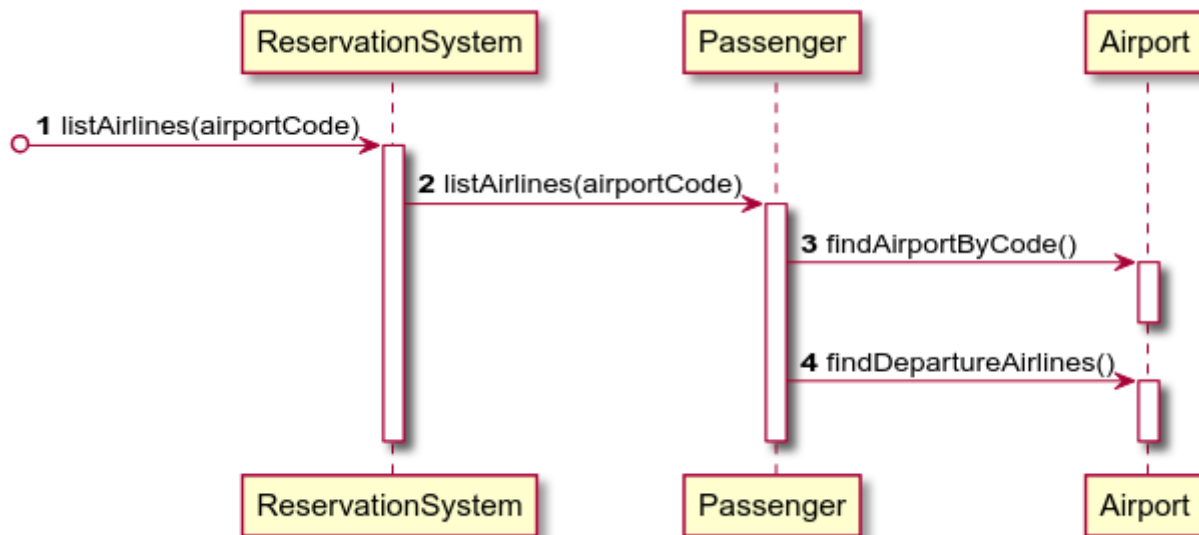 ReservationSystem Passenger Airport
1 listAirlines(airportCode)
2 listAirlines(airportCode)
3 findAirportByCode()
4 findDepartureAirlines()
ReservationSystem Passenger Airport